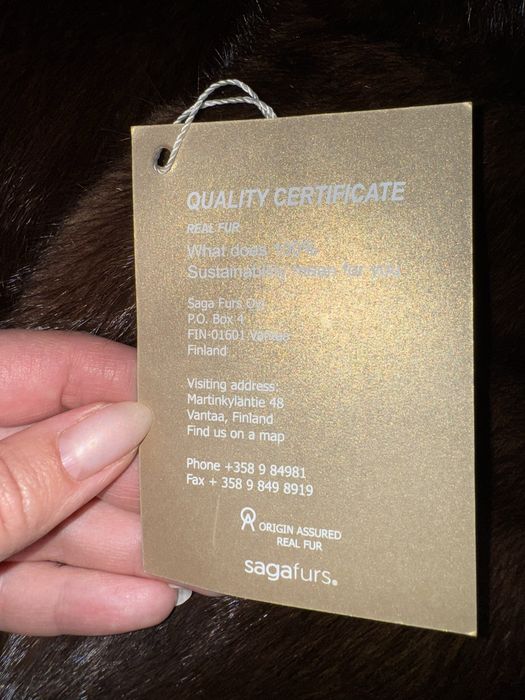 QUALITY CERTIFICATE
REAL FUR
What does 100%
Sustainability mean for you
Saga Furs Oyj
P.O. Box 4
FIN-01601 Vantaa
Finland
Visiting address:
Martinkyläntie 48
Vantaa, Finland
Find us on a map
Phone +358 9 84981
Fax + 358 9 849 8919
ORIGIN ASSURED
REAL FUR
sagafurs.